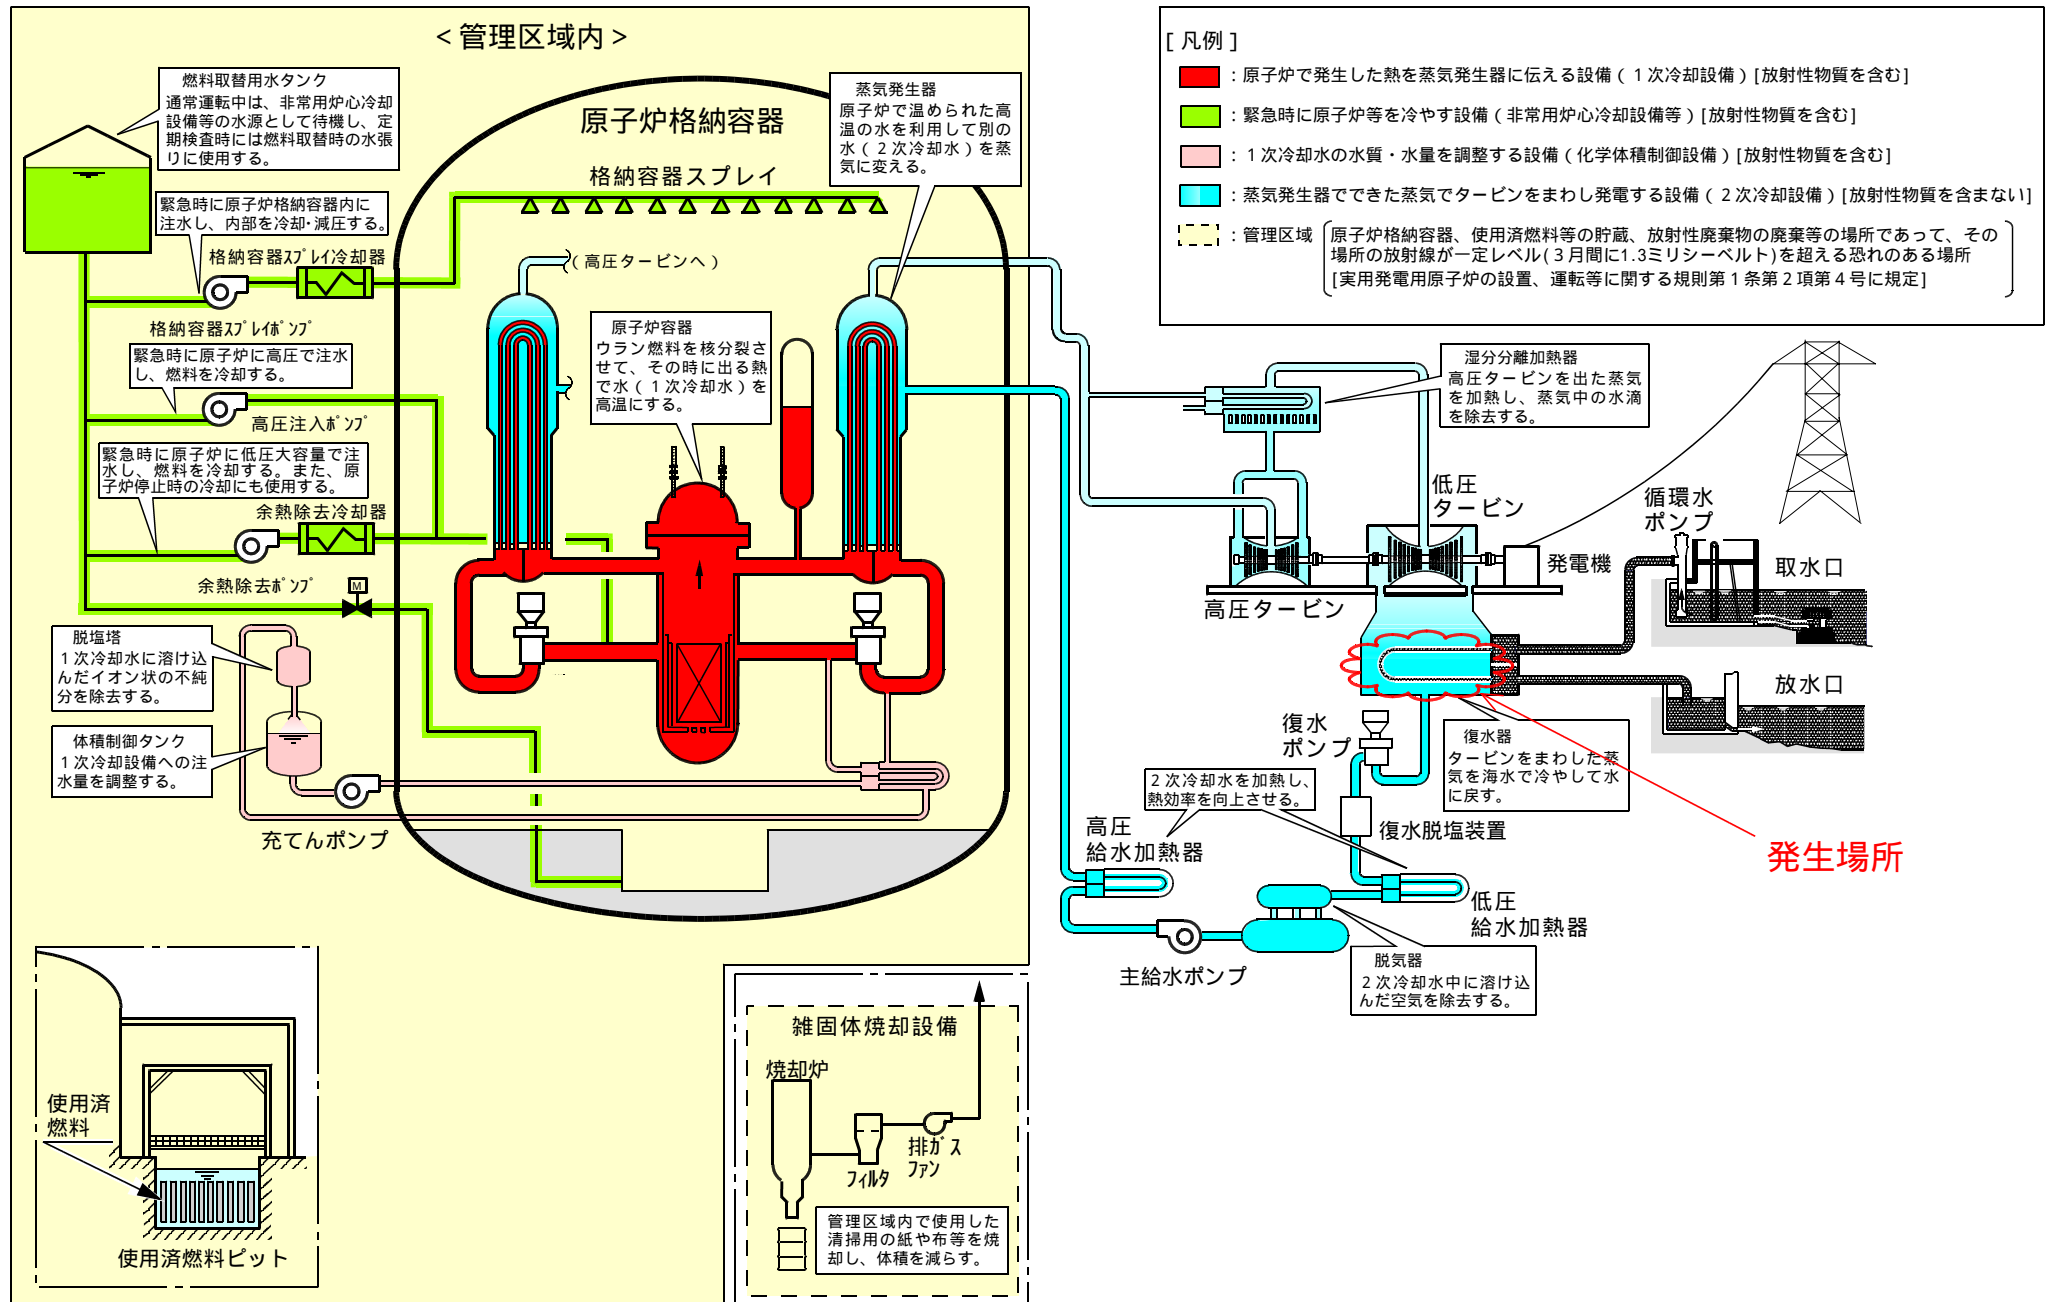 ＜管理区域内＞
燃料取替用水タンク
通常運転中は、非常用炉心冷却
設備等の水源として待機し、定
期検査時には燃料取替時の水張
りに使用する。
緊急時に原子炉格納容器内に
注水し、内部を冷却･減圧する。
格納容器ｽﾌﾟﾚｲ冷却器
格納容器ｽﾌﾟﾚｲﾎﾟﾝﾌﾟ
緊急時に原子炉に高圧で注水
し、燃料を冷却する。
高圧注入ﾎﾟﾝﾌﾟ
緊急時に原子炉に低圧大容量で注
水し、燃料を冷却する。また、原
子炉停止時の冷却にも使用する。
余熱除去冷却器
余熱除去ﾎﾟﾝﾌﾟ
M
脱塩塔
１次冷却水に溶け込
んだイオン状の不純
分を除去する。
体積制御タンク
１次冷却設備への注
水量を調整する。
充てんポンプ
原子炉格納容器
格納容器スプレイ
（高圧タービンへ）
蒸気発生器
原子炉で温められた高
温の水を利用して別の
水（２次冷却水）を蒸
気に変える。
原子炉容器
ウラン燃料を核分裂さ
せて、その時に出る熱
で水（１次冷却水）を
高温にする。
[ 凡例 ]
：原子炉で発生した熱を蒸気発生器に伝える設備（１次冷却設備）[放射性物質を含む]
：緊急時に原子炉等を冷やす設備（非常用炉心冷却設備等）[放射性物質を含む]
：１次冷却水の水質・水量を調整する設備（化学体積制御設備）[放射性物質を含む]
：蒸気発生器でできた蒸気でタービンをまわし発電する設備（２次冷却設備）[放射性物質を含まない]
：管理区域
原子炉格納容器、使用済燃料等の貯蔵、放射性廃棄物の廃棄等の場所であって、その
場所の放射線が一定レベル(３月間に1.3ミリシーベルト)を超える恐れのある場所
[実用発電用原子炉の設置、運転等に関する規則第１条第２項第４号に規定]
湿分分離加熱器
高圧タービンを出た蒸気
を加熱し、蒸気中の水滴
を除去する。
低圧
タービン
高圧タービン
発電機
循環水
ポンプ
取水口
放水口
復水
ポンプ
復水器
タービンをまわした蒸
気を海水で冷やして水
に戻す。
発生場所
２次冷却水を加熱し、
熱効率を向上させる。
復水脱塩装置
高圧
給水加熱器
低圧
給水加熱器
主給水ポンプ
脱気器
２次冷却水中に溶け込
んだ空気を除去する。
使用済
燃料
使用済燃料ピット
雑固体焼却設備
焼却炉
ﾌｨﾙﾀ
排ｶﾞｽ
ﾌｧﾝ
管理区域内で使用した
清掃用の紙や布等を焼
却し、体積を減らす。